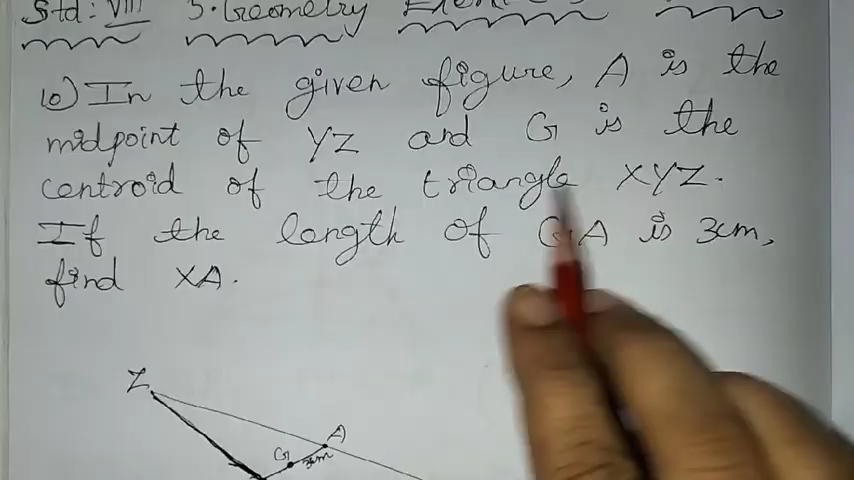 Std: VIII 5. Geometry
10) In the given figure, A is the
midpoint of YZ and G is the
centroid of the triangle XYZ.
If the length of GA is 3cm,
find XA.
Z
A
G
3cm